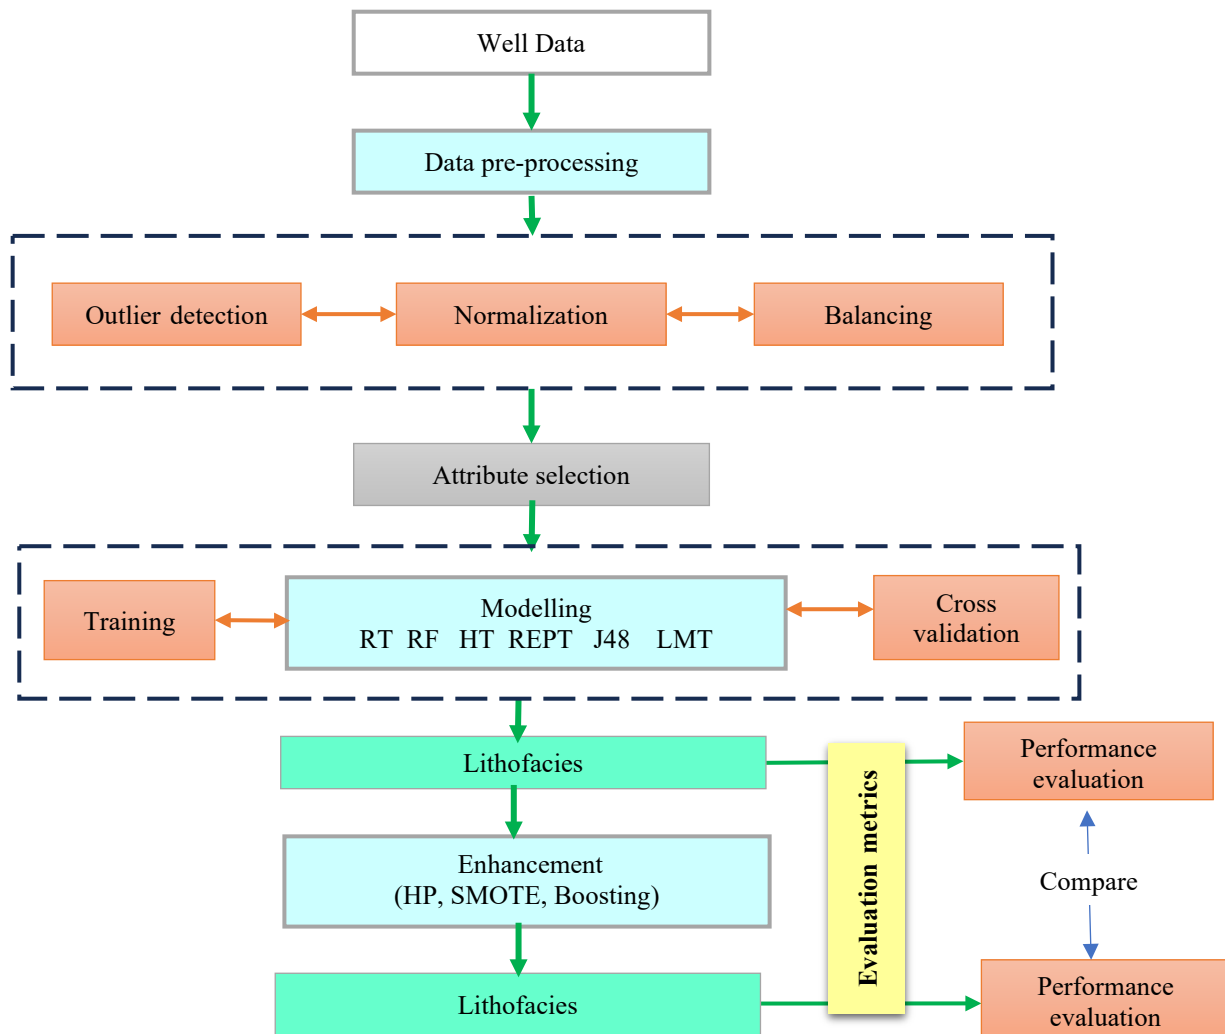 Well Data
Data pre-processing
Outlier detection
Normalization
Balancing
Attribute selection
Training
Modelling
RT RF HT REPT J48 LMT
Cross
validation
Lithofacies
Evaluation metrics
Performance
evaluation
Enhancement
(HP, SMOTE, Boosting)
Compare
Lithofacies
Performance
evaluation